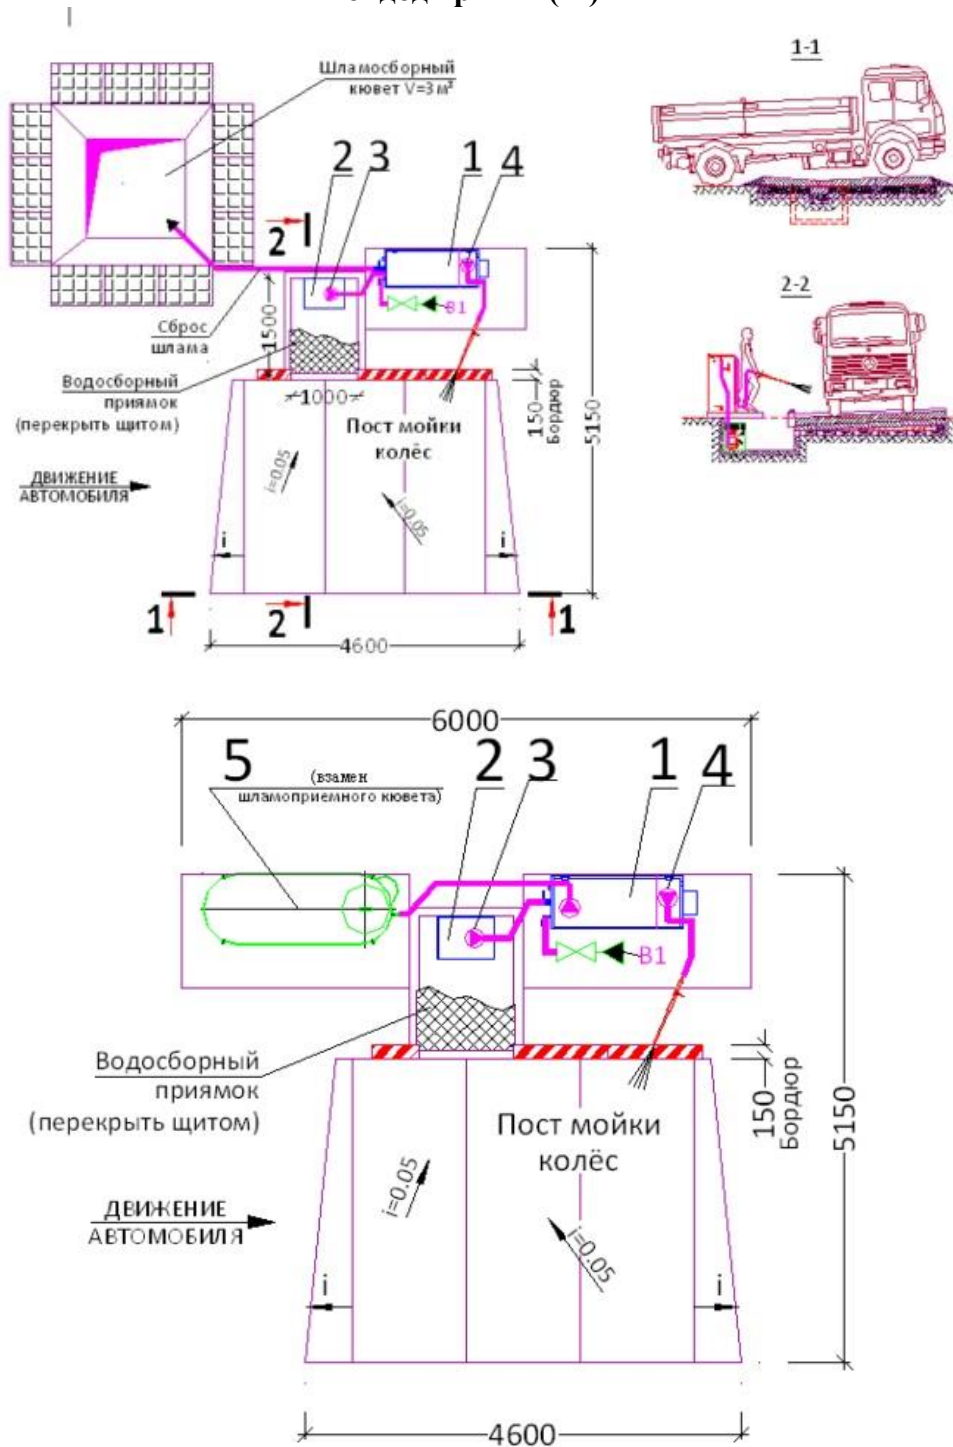 Шламосборный
кювет V=3м³
1-1
2 3 1 4
2
B1
Сброс
шлама
1500
Водосборный
приямок
(перекрыть щитом)
1000
150
Бордюр
5150
Пост мойки
колёс
2-2
ДВИЖЕНИЕ
АВТОМОБИЛЯ
i=0.05
i=0.05
i
i
1
2
1
4600
6000
5
(взамен
шламоприемного кювета)
2 3 1 4
B1
Водосборный
приямок
(перекрыть щитом)
150
Бордюр
5150
Пост мойки
колёс
i=0.05
i=0.05
ДВИЖЕНИЕ
АВТОМОБИЛЯ
i
i
4600